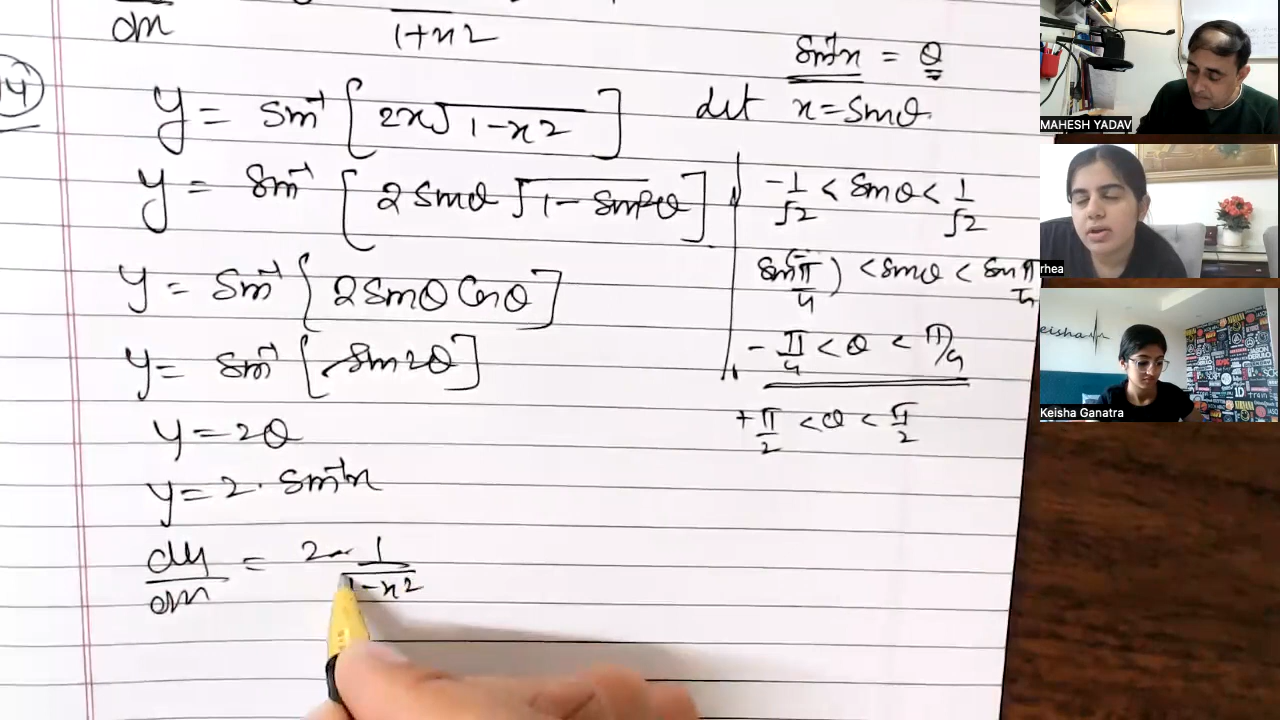 dx
1+x2
14
sin⁻¹x = θ
y = sin⁻¹ [2x√1-x2] let x = sinθ
y = sin⁻¹ [2 sinθ √1 - sin²θ]
-1/√2 < sinθ < 1/√2
y = sin⁻¹ [2 sinθ cosθ]
sin(-π/4) < sinθ < sin π/4
y = sin⁻¹ [sin2θ]
-π/4 < θ < π/4
y = 2θ
+π/2 < θ < π/2
y = 2 · sin⁻¹x
dy/dx = 2 · 1/√1-x2
MAHESH YADAV
rhea
keisha
Keisha Ganatra